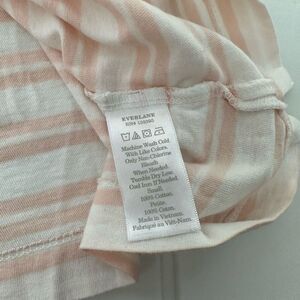 EVERLANE
Machine Wash Cold
With Like Colors.
Only Non-Chlorine
Bleach
When Needed.
Tumble Dry Low.
Cool Iron If Needed.
Small.
100% Cotton.
Petite.
100% Coton.
Made in Vietnam.
Fabriqué au Viêt-Nam.